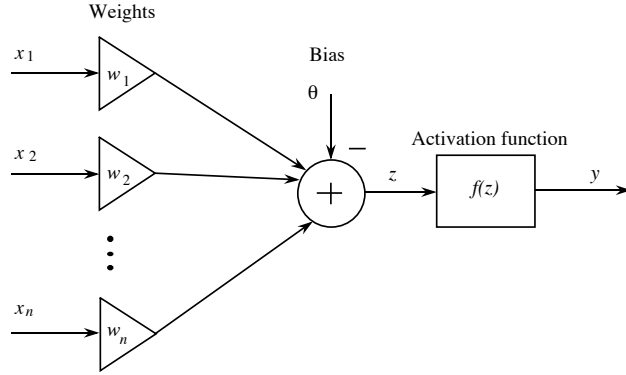 Weights
x1
w1
Bias
θ
−
x2
w2
+
z
Activation function
f(z)
y
xn
wn